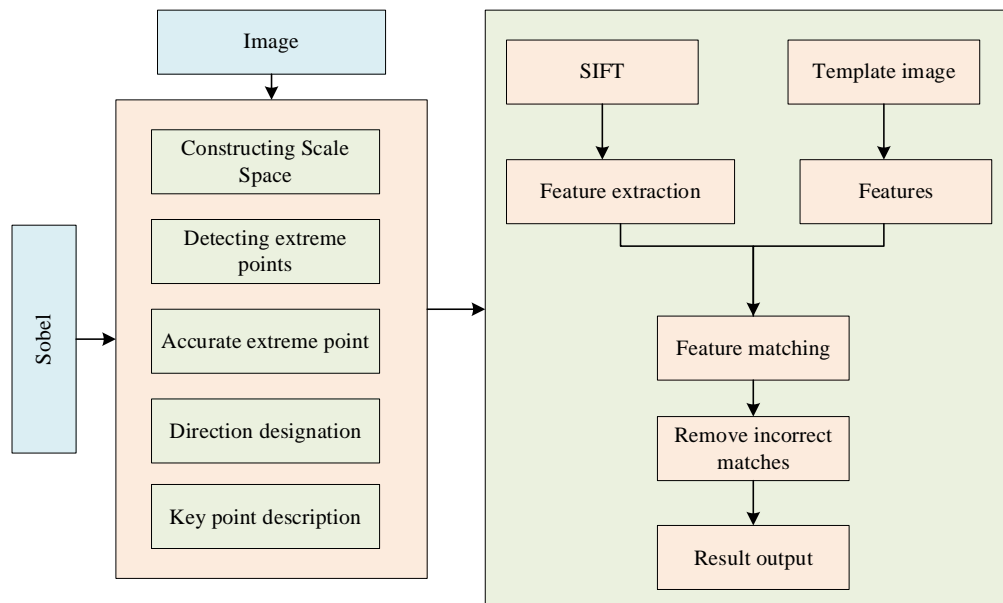 Image
Constructing Scale
Space
Detecting extreme
points
Accurate extreme point
Direction designation
Key point description
Sobel
SIFT
Template image
Feature extraction
Features
Feature matching
Remove incorrect
matches
Result output